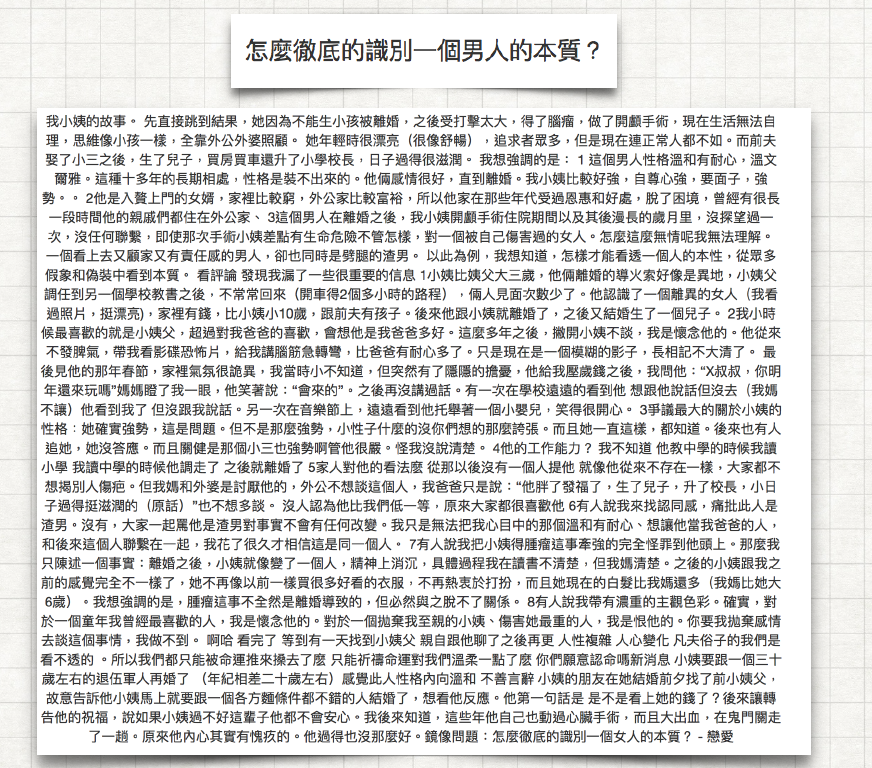 怎麼徹底的識別一個男人的本質？
我小姨的故事。 先直接跳到結果，她因為不能生小孩被離婚，之後受打擊太大，得了腦瘤，做了開顱手術，現在生活無法自
理，思維像小孩一樣，全靠外公外婆照顧。 她年輕時很漂亮（很像舒暢），追求者眾多，但是現在連正常人都不如。而前夫
娶了小三之後，生了兒子，買房買車還升了小學校長，日子過得很滋潤。 我想強調的是： 1 這個男人性格溫和有耐心，溫文
爾雅。這種十多年的長期相處，性格是裝不出來的。他倆感情很好，直到離婚。我小姨比較好強，自尊心強，要面子，強
勢。。 2他是入贅上門的女婿，家裡比較窮，外公家比較富裕，所以他家在那些年代受過恩惠和好處，脫了困境，曾經有很長
一段時間他的親戚們都住在外公家、 3這個男人在離婚之後，我小姨開顱手術住院期間以及其後漫長的歲月里，沒探望過一
次，沒任何聯繫，即使那次手術小姨差點有生命危險不管怎樣，對一個被自己傷害過的女人。怎麼這麼無情呢我無法理解。
一個看上去又顧家又有責任感的男人，卻也同時是劈腿的渣男。 以此為例，我想知道，怎樣才能看透一個人的本性，從眾多
假象和偽裝中看到本質。 看評論 發現我漏了一些很重要的信息 1小姨比姨父大三歲，他倆離婚的導火索好像是異地，小姨父
調任到另一個學校教書之後，不常常回來（開車得2個多小時的路程），倆人見面次數少了。他認識了一個離異的女人（我看
過照片，挺漂亮)，家裡有錢，比小姨小10歲，跟前夫有孩子。後來他跟小姨就離婚了，之後又結婚生了一個兒子。 2我小時
候最喜歡的就是小姨父，超過對我爸爸的喜歡，會想他是我爸爸多好。這麼多年之後，撇開小姨不談，我是懷念他的。他從來
不發脾氣，帶我看影碟恐怖片，給我講腦筋急轉彎，比爸爸有耐心多了。只是現在是一個模糊的影子，長相記不大清了。 最
後見他的那年春節，家裡氣氛很詭異，我當時小不知道，但突然有了隱隱的擔憂，他給我壓歲錢之後，我問他：“X叔叔，你明
年還來玩嗎”媽媽瞪了我一眼，他笑著說：“會來的”。之後再沒講過話。有一次在學校遠遠的看到他 想跟他說話但沒去（我媽
不讓）他看到我了 但沒跟我說話。另一次在音樂節上，遠遠看到他托舉著一個小嬰兒，笑得很開心。 3爭議最大的關於小姨的
性格：她確實強勢，這是問題。但不是那麼強勢，小性子什麼的沒你們想的那麼誇張。而且她一直這樣，都知道。後來也有人
追她，她沒答應。而且關健是那個小三也強勢啊管他很嚴。怪我沒說清楚。 4他的工作能力？ 我不知道 他教中學的時候我讀
小學 我讀中學的時候他調走了 之後就離婚了 5家人對他的看法麼 從那以後沒有一個人提他 就像他從來不存在一樣，大家都不
想揭別人傷疤。但我媽和外婆是討厭他的，外公不想談這個人，我爸爸只是說：“他胖了發福了，生了兒子，升了校長，小日
子過得挺滋潤的（原話）”也不想多談。 沒人認為他比我們低一等，原來大家都很喜歡他 6有人說我來找認同感，痛批此人是
渣男。沒有，大家一起罵他是渣男對事實不會有任何改變。我只是無法把我心目中的那個溫和有耐心、想讓他當我爸爸的人，
和後來這個人聯繫在一起，我花了很久才相信這是同一個人。 7有人說我把小姨得腫瘤這事牽強的完全怪罪到他頭上。那麼我
只陳述一個事實：離婚之後，小姨就像變了一個人，精神上消沉，具體過程我在讀書不清楚，但我媽清楚。之後的小姨跟我之
前的感覺完全不一樣了，她不再像以前一樣買很多好看的衣服，不再熱衷於打扮，而且她現在的白髮比我媽還多（我媽比她大
6歲）。我想強調的是，腫瘤這事不全然是離婚導致的，但必然與之脫不了關係。 8有人說我帶有濃重的主觀色彩。確實，對
於一個童年我曾經最喜歡的人，我是懷念他的。對於一個拋棄我至親的小姨、傷害她最重的人，我是恨他的。你要我拋棄感情
去談這個事情，我做不到。 啊哈 看完了 等到有一天找到小姨父 親自跟他聊了之後再更 人性複雜 人心變化 凡夫俗子的我們是
看不透的 。所以我們都只能被命運推來搡去了麼 只能祈禱命運對我們溫柔一點了麼 你們願意認命嗎新消息 小姨要跟一個三十
歲左右的退伍軍人再婚了 （年紀相差二十歲左右）感覺此人性格內向溫和 不善言辭 小姨的朋友在她結婚前夕找了前小姨父，
故意告訴他小姨馬上就要跟一個各方麵條件都不錯的人結婚了，想看他反應。他第一句話是 是不是看上她的錢了？後來讓轉
告他的祝福，說如果小姨過不好這輩子他都不會安心。我後來知道，這些年他自己也動過心臟手術，而且大出血，在鬼門關走
了一趟。原來他內心其實有愧疚的。他過得也沒那麼好。鏡像問題：怎麼徹底的識別一個女人的本質？ - 戀愛